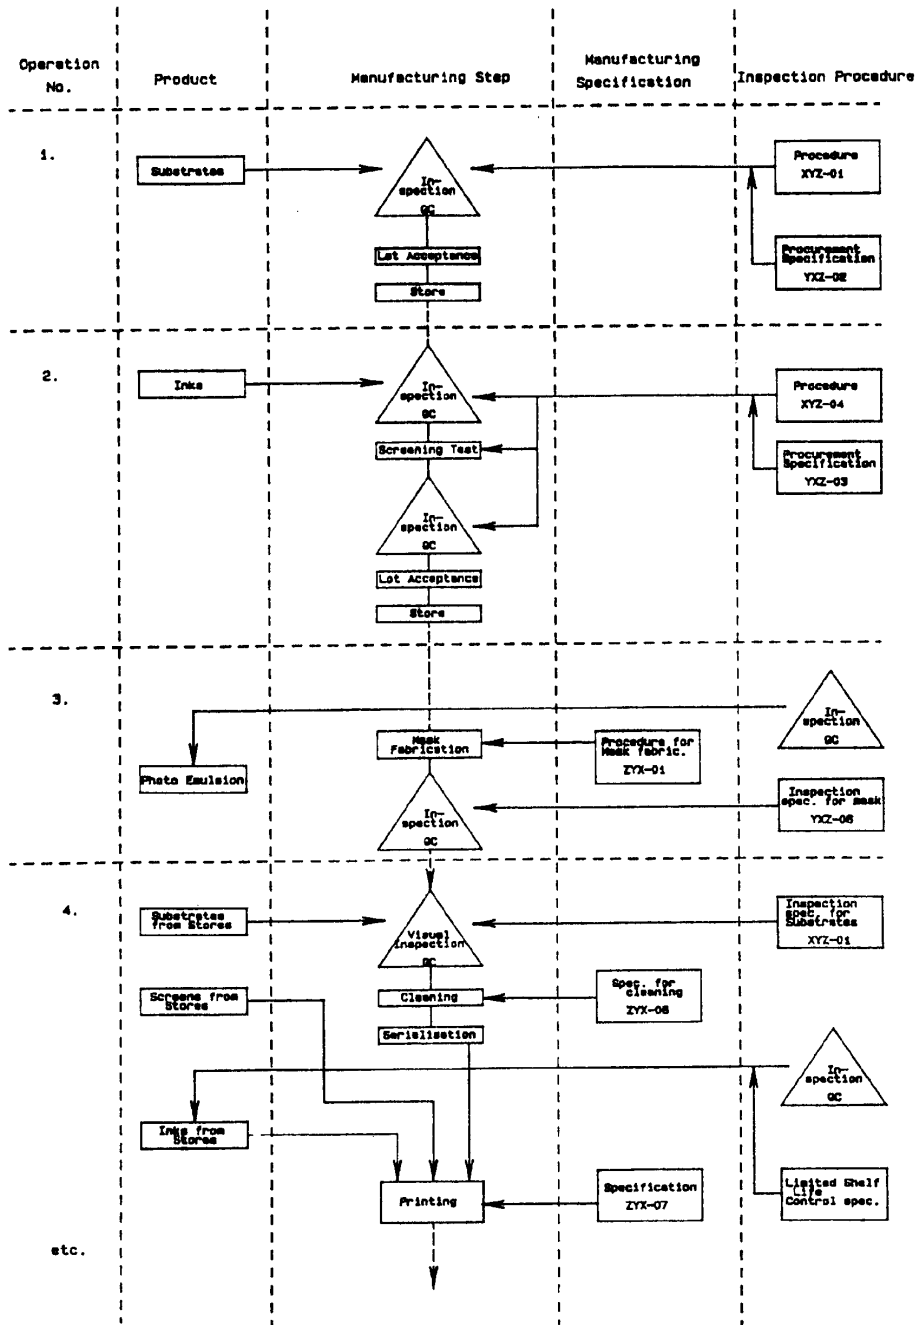 Operation
No.
Product
Manufacturing Step
Manufacturing
Specification
Inspection Procedure
1.
Substrates
In-
spection
QC
Procedure
XYZ-01
Lot Acceptance
Procurement
Specification
YXZ-02
Store
2.
Inks
In-
spection
QC
Procedure
XYZ-04
Screening Test
Procurement
Specification
YXZ-03
In-
spection
QC
Lot Acceptance
Store
3.
In-
spection
QC
Mask
Fabrication
Procedure for
Mask fabric.
ZYX-01
Photo Emulsion
In-
spection
QC
Inspection
spec. for mask
YXZ-06
4.
Substrates
from Stores
Visual
Inspection
QC
Inspection
spec. for
Substrates
XYZ-01
Screens from
Stores
Cleaning
Spec. for
cleaning
ZYX-06
Serialisation
In-
spection
QC
Inks from
Stores
Printing
Specification
ZYX-07
Limited Shelf
Life
Control spec.
etc.